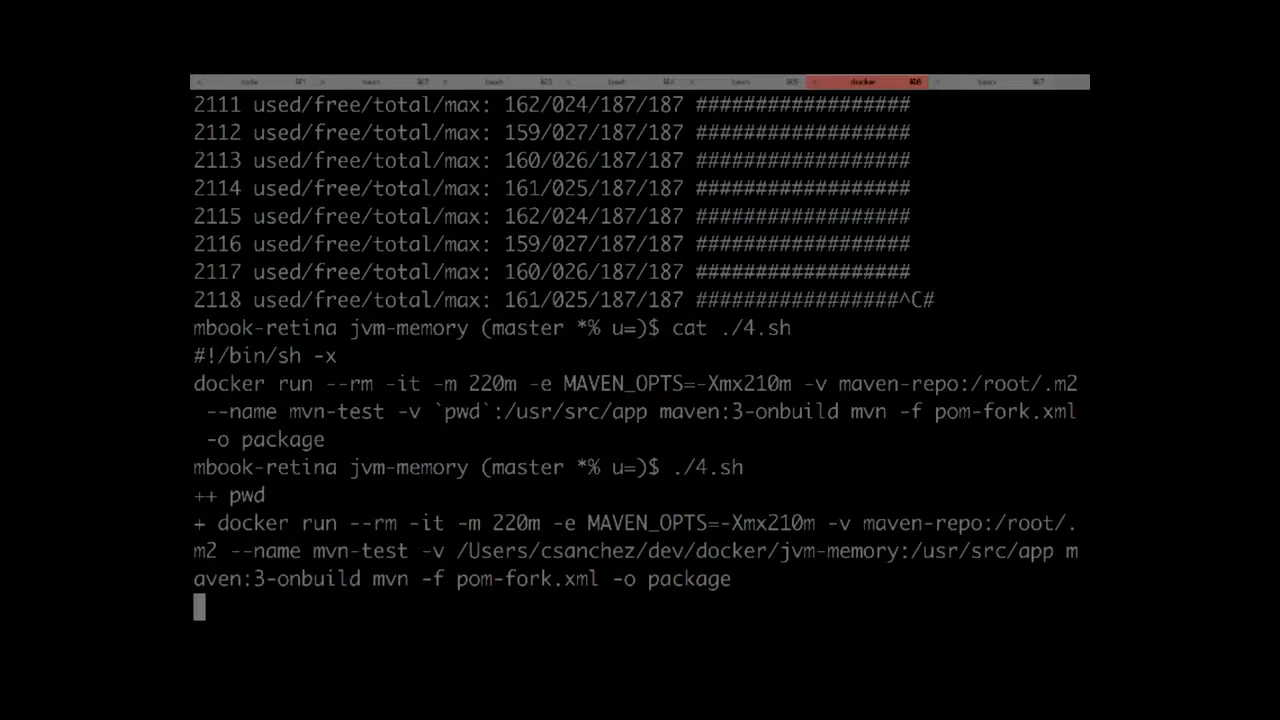 docker ⌘6
2111 used/free/total/max: 162/024/187/187 ##################
2112 used/free/total/max: 159/027/187/187 ##################
2113 used/free/total/max: 160/026/187/187 ##################
2114 used/free/total/max: 161/025/187/187 ##################
2115 used/free/total/max: 162/024/187/187 ##################
2116 used/free/total/max: 159/027/187/187 ##################
2117 used/free/total/max: 160/026/187/187 ##################
2118 used/free/total/max: 161/025/187/187 #################^C#
mbook-retina jvm-memory (master *% u=)$ cat ./4.sh
#!/bin/sh -x
docker run --rm -it -m 220m -e MAVEN_OPTS=-Xmx210m -v maven-repo:/root/.m2
--name mvn-test -v `pwd`:/usr/src/app maven:3-onbuild mvn -f pom-fork.xml
-o package
mbook-retina jvm-memory (master *% u=)$ ./4.sh
++ pwd
+ docker run --rm -it -m 220m -e MAVEN_OPTS=-Xmx210m -v maven-repo:/root/.
m2 --name mvn-test -v /Users/csanchez/dev/docker/jvm-memory:/usr/src/app m
aven:3-onbuild mvn -f pom-fork.xml -o package